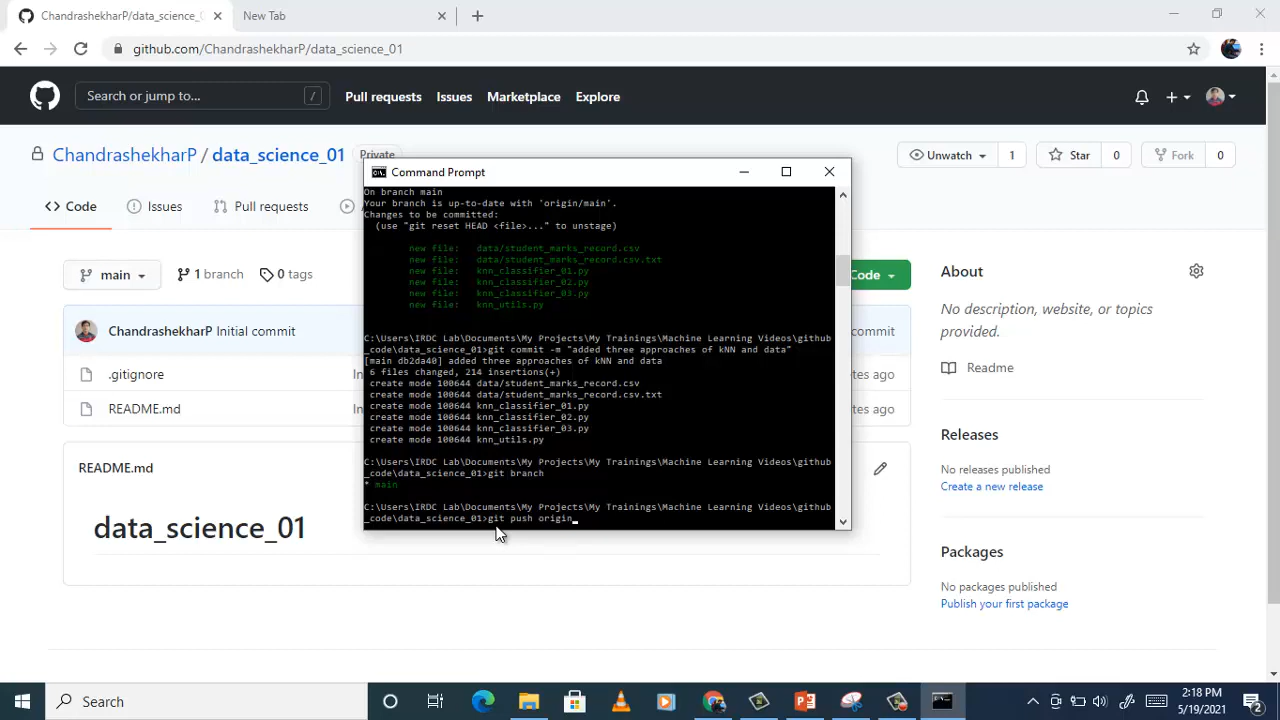 ChandrashekharP/data_science_0
New Tab
github.com/ChandrashekharP/data_science_01
Search or jump to...
/
Pull requests
Issues
Marketplace
Explore
ChandrashekharP / data_science_01
Private
Unwatch
1
Star
0
Fork
0
Code
Issues
Pull requests
main
1 branch
0 tags
Code
ChandrashekharP Initial commit
commit
.gitignore
In
tes ago
README.md
In
tes ago
README.md
data_science_01
About
No description, website, or topics
provided.
Readme
Releases
No releases published
Create a new release
Packages
No packages published
Publish your first package
Command Prompt
On branch main
Your branch is up-to-date with 'origin/main'.
Changes to be committed:
(use "git reset HEAD <file>..." to unstage)
new file: data/student_marks_record.csv
new file: data/student_marks_record.csv.txt
new file: knn_classifier_01.py
new file: knn_classifier_02.py
new file: knn_classifier_03.py
new file: knn_utils.py
C:\Users\IRDC Lab\Documents\My Projects\My Trainings\Machine Learning Videos\github
_code\data_science_01>git commit -m "added three approaches of kNN and data"
[main db2da40] added three approaches of kNN and data
6 files changed, 214 insertions(+)
create mode 100644 data/student_marks_record.csv
create mode 100644 data/student_marks_record.csv.txt
create mode 100644 knn_classifier_01.py
create mode 100644 knn_classifier_02.py
create mode 100644 knn_classifier_03.py
create mode 100644 knn_utils.py
C:\Users\IRDC Lab\Documents\My Projects\My Trainings\Machine Learning Videos\github
_code\data_science_01>git branch
* main
C:\Users\IRDC Lab\Documents\My Projects\My Trainings\Machine Learning Videos\github
_code\data_science_01>git push origin_
Search
2:18 PM
5/19/2021
2